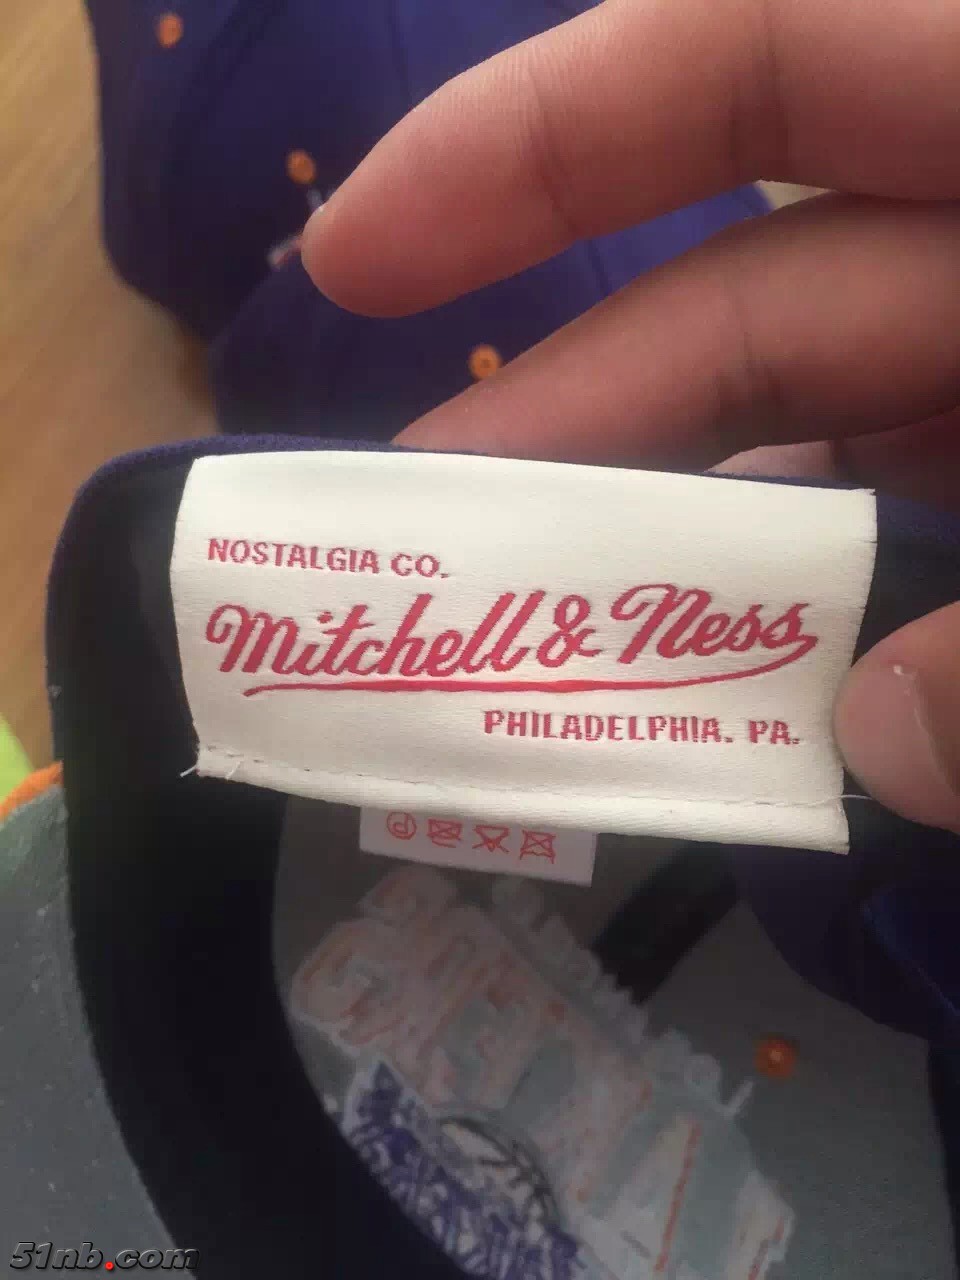 NOSTALGIA CO.
Mitchell & Ness
PHILADELPHIA. PA.
P
51nb.com